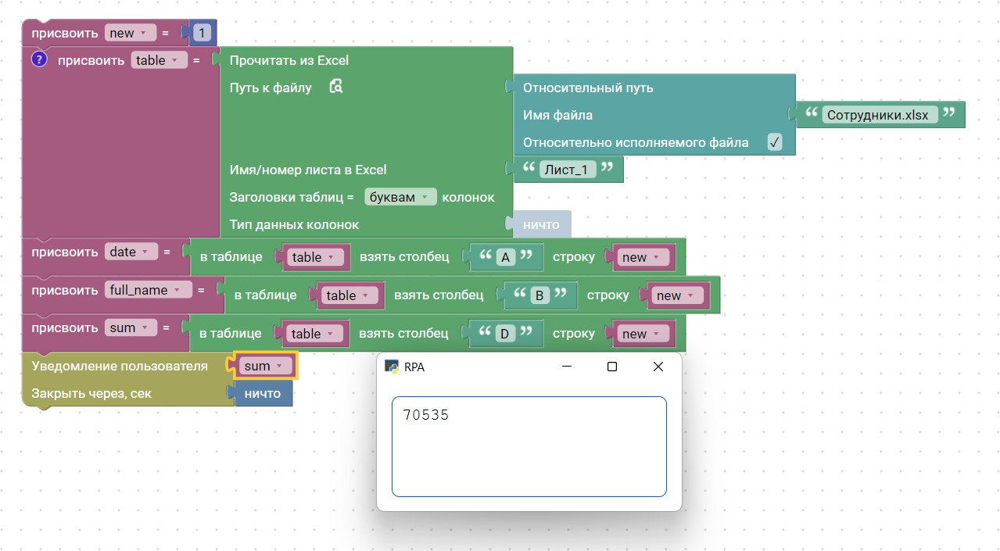 присвоить new = 1
? присвоить table = Прочитать из Excel
Путь к файлу Относительный путь
Имя файла “ Сотрудники.xlsx ”
Относительно исполняемого файла ✓
Имя/номер листа в Excel “ Лист_1 ”
Заголовки таблиц = буквам колонок
Тип данных колонок ничто
присвоить date = в таблице table взять столбец “ A ” строку new
присвоить full_name = в таблице table взять столбец “ B ” строку new
присвоить sum = в таблице table взять столбец “ D ” строку new
Уведомление пользователя sum
Закрыть через, сек ничто
RPA
70535